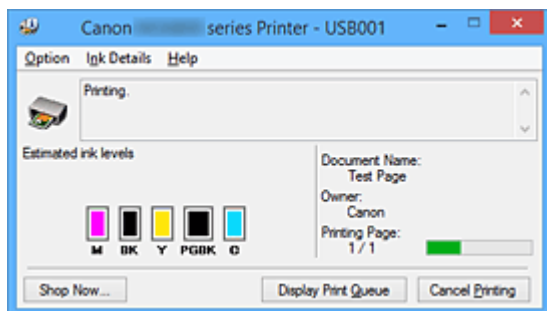 Canon series Printer - USB001
Option Ink Details Help
Printing.
Estimated ink levels
Document Name:
Test Page
Owner:
Canon
Printing Page:
1 / 1
M BK Y PGBK C
Shop Now... Display Print Queue Cancel Printing